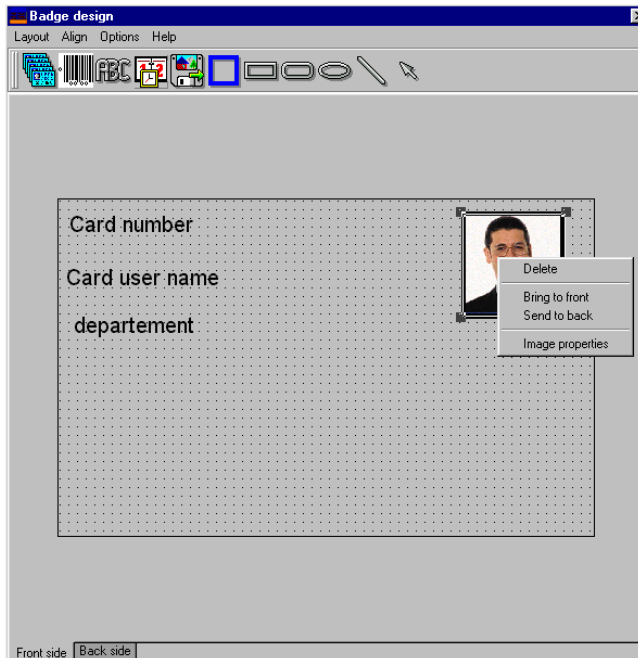 Badge design
Layout Align Options Help
ABC
Card number
Card user name
departement
Delete
Bring to front
Send to back
Image properties
Front side Back side